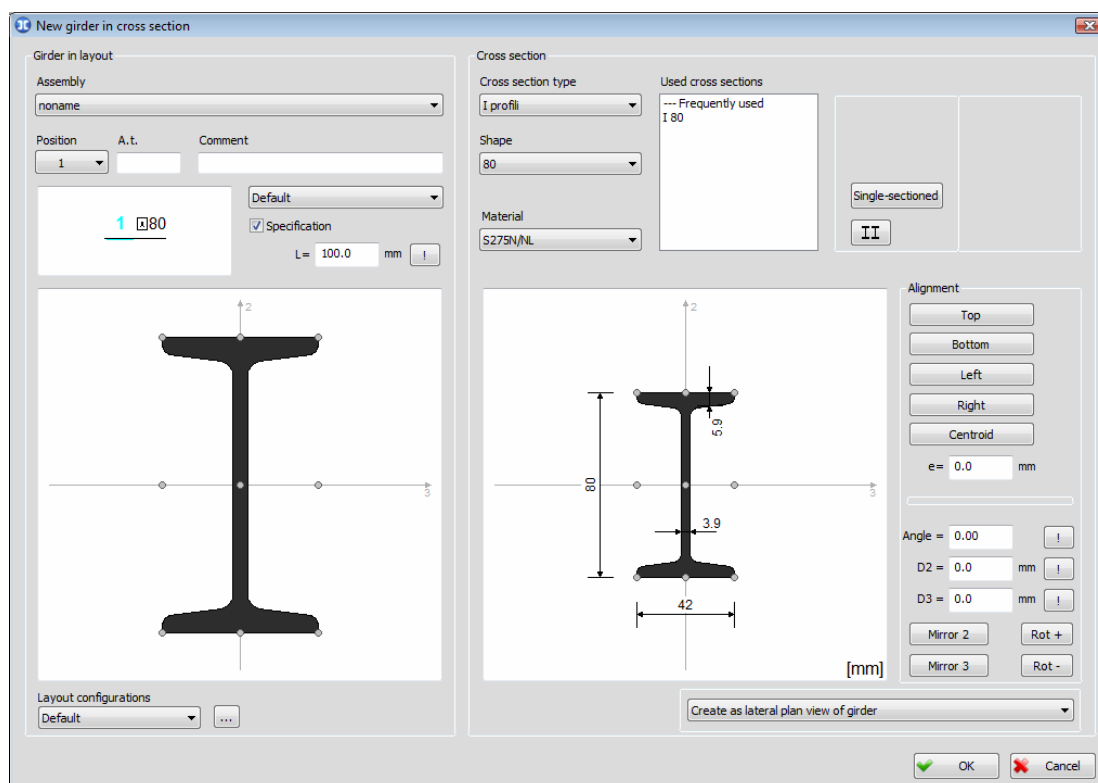 New girder in cross section
Girder in layout
Assembly
noname
Position A.t. Comment
1
1 I80
Default
Specification
L= 100.0 mm !
2
3
Layout configurations
Default ...
Cross section
Cross section type
I profili
Shape
80
Material
S275N/NL
Used cross sections
--- Frequently used
I 80
Single-sectioned
II
2
5.9
80
3
3.9
42
[mm]
Alignment
Top
Bottom
Left
Right
Centroid
e= 0.0 mm
Angle = 0.00 !
D2 = 0.0 mm !
D3 = 0.0 mm !
Mirror 2 Rot +
Mirror 3 Rot -
Create as lateral plan view of girder
OK Cancel